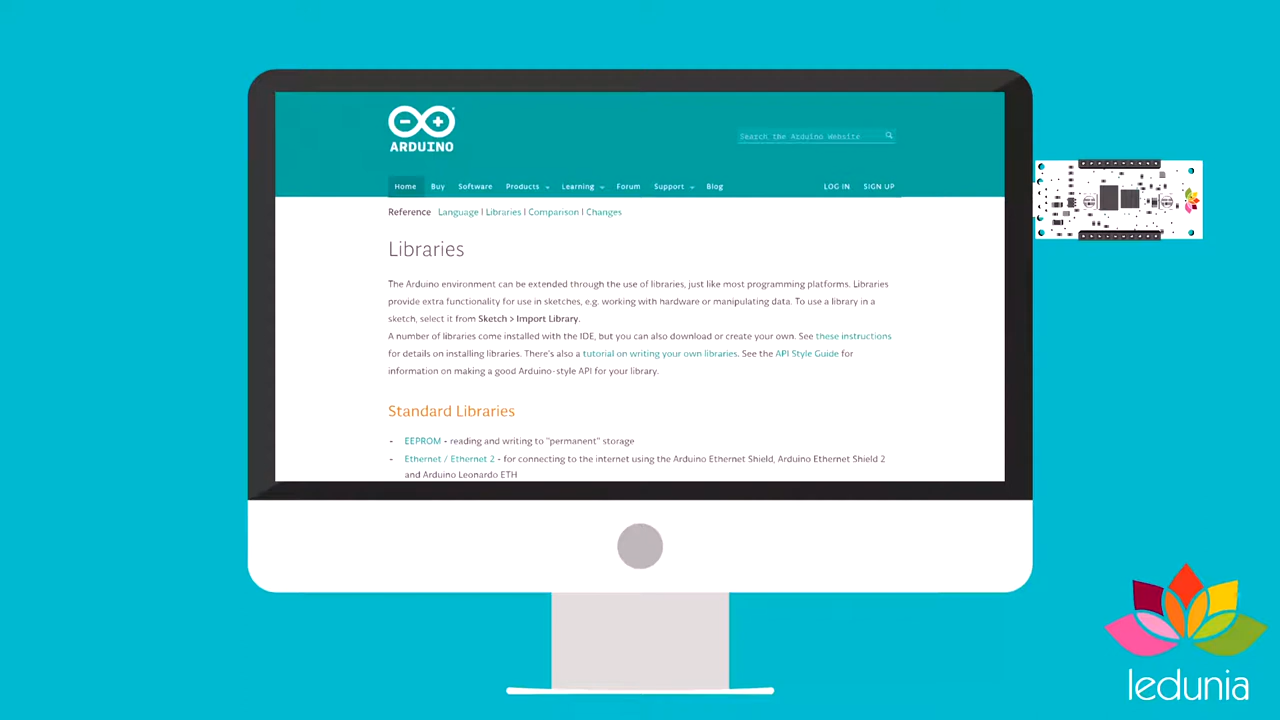 ARDUINO
Search the Arduino Website
Home Buy Software Products Learning Forum Support Blog LOG IN SIGN UP
Reference Language | Libraries | Comparison | Changes
Libraries
The Arduino environment can be extended through the use of libraries, just like most programming platforms. Libraries
provide extra functionality for use in sketches, e.g. working with hardware or manipulating data. To use a library in a
sketch, select it from Sketch > Import Library.
A number of libraries come installed with the IDE, but you can also download or create your own. See these instructions
for details on installing libraries. There's also a tutorial on writing your own libraries. See the API Style Guide for
information on making a good Arduino-style API for your library.
Standard Libraries
- EEPROM - reading and writing to "permanent" storage
- Ethernet / Ethernet 2 - for connecting to the internet using the Arduino Ethernet Shield, Arduino Ethernet Shield 2
and Arduino Leonardo ETH
ledunia